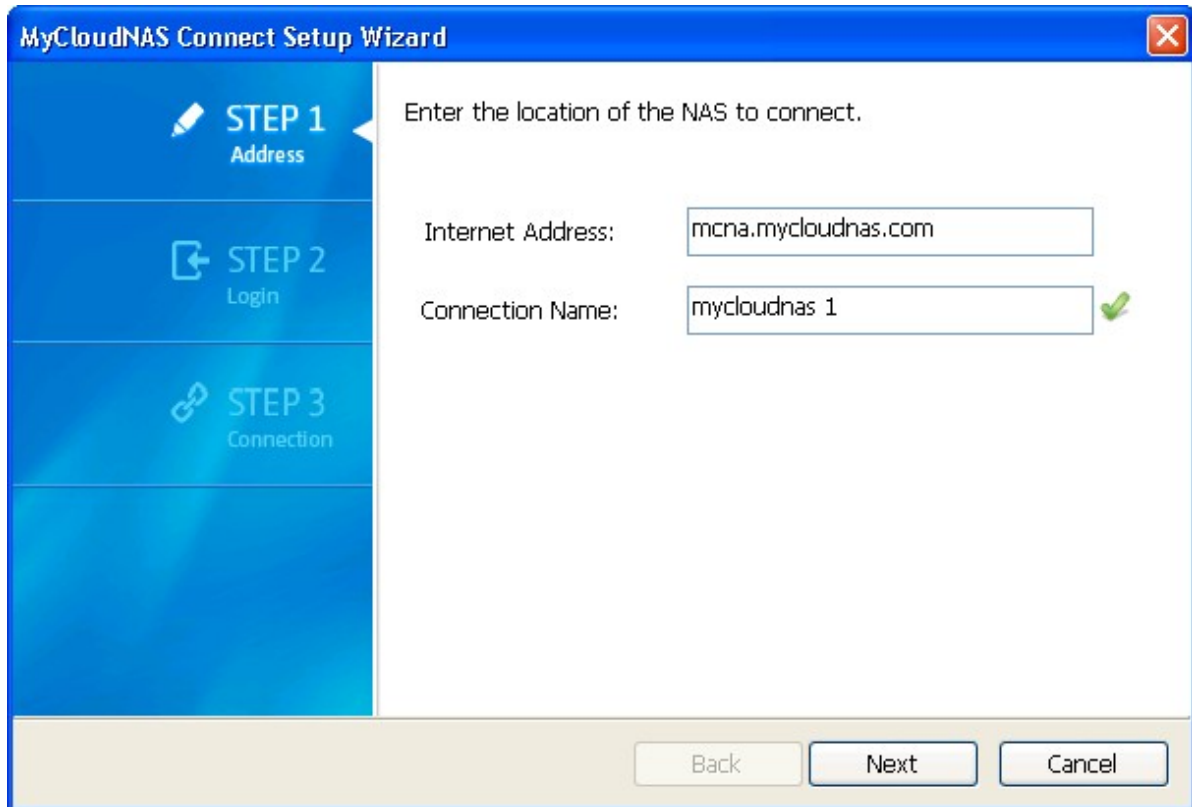 MyCloudNAS Connect Setup Wizard
STEP 1
Address
STEP 2
Login
STEP 3
Connection
Enter the location of the NAS to connect.
Internet Address: mcna.mycloudnas.com
Connection Name: mycloudnas 1
Back Next Cancel